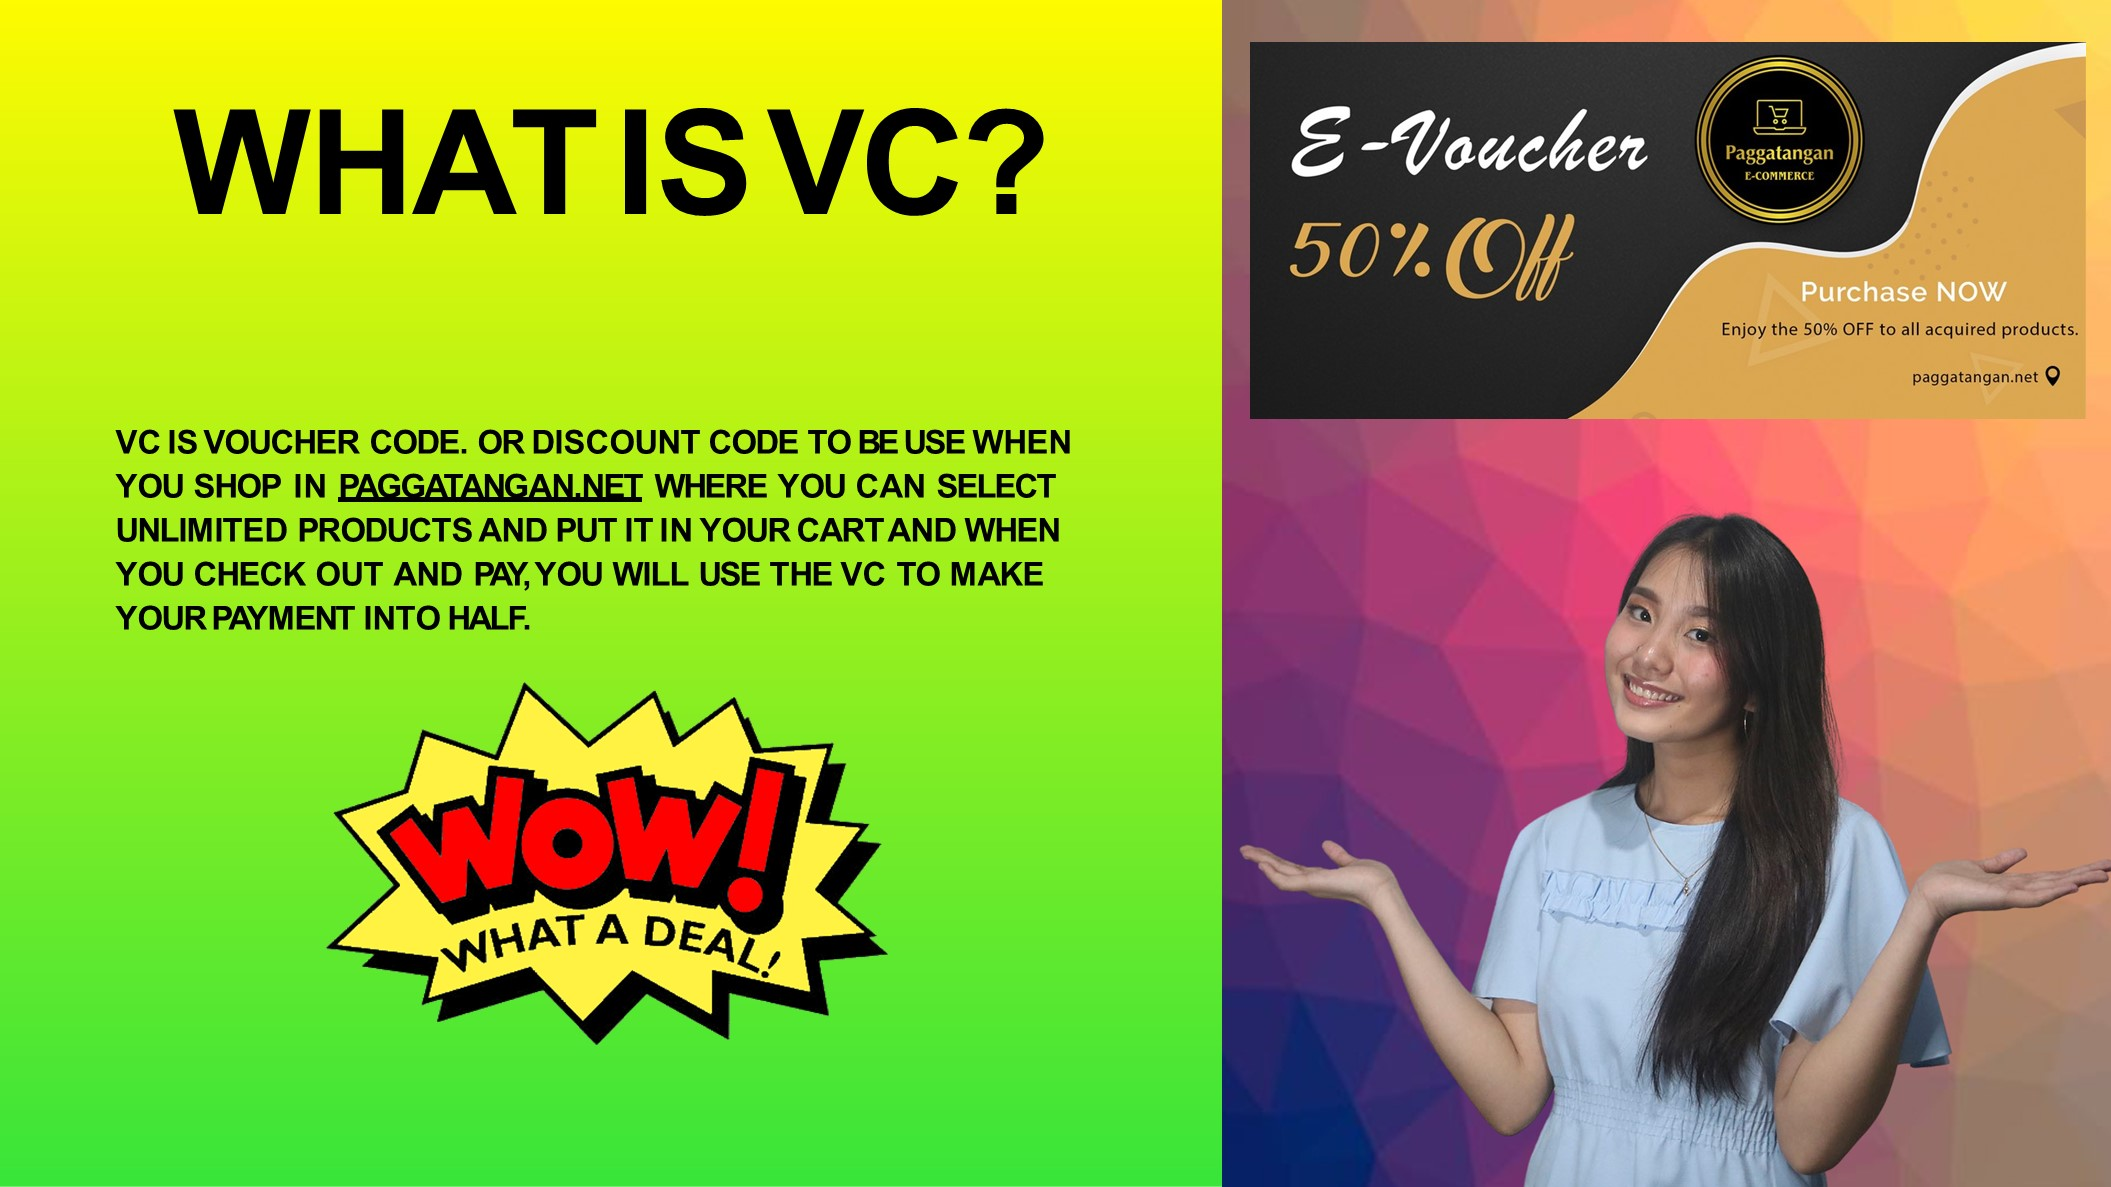 WHAT IS VC?
VC IS VOUCHER CODE. OR DISCOUNT CODE TO BE USE WHEN
YOU SHOP IN PAGGATANGAN.NET WHERE YOU CAN SELECT
UNLIMITED PRODUCTS AND PUT IT IN YOUR CART AND WHEN
YOU CHECK OUT AND PAY, YOU WILL USE THE VC TO MAKE
YOUR PAYMENT INTO HALF.
WOW!
WHAT A DEAL!
E-Voucher
50% Off
Paggatangan
E-COMMERCE
Purchase NOW
Enjoy the 50% OFF to all acquired products.
paggatangan.net